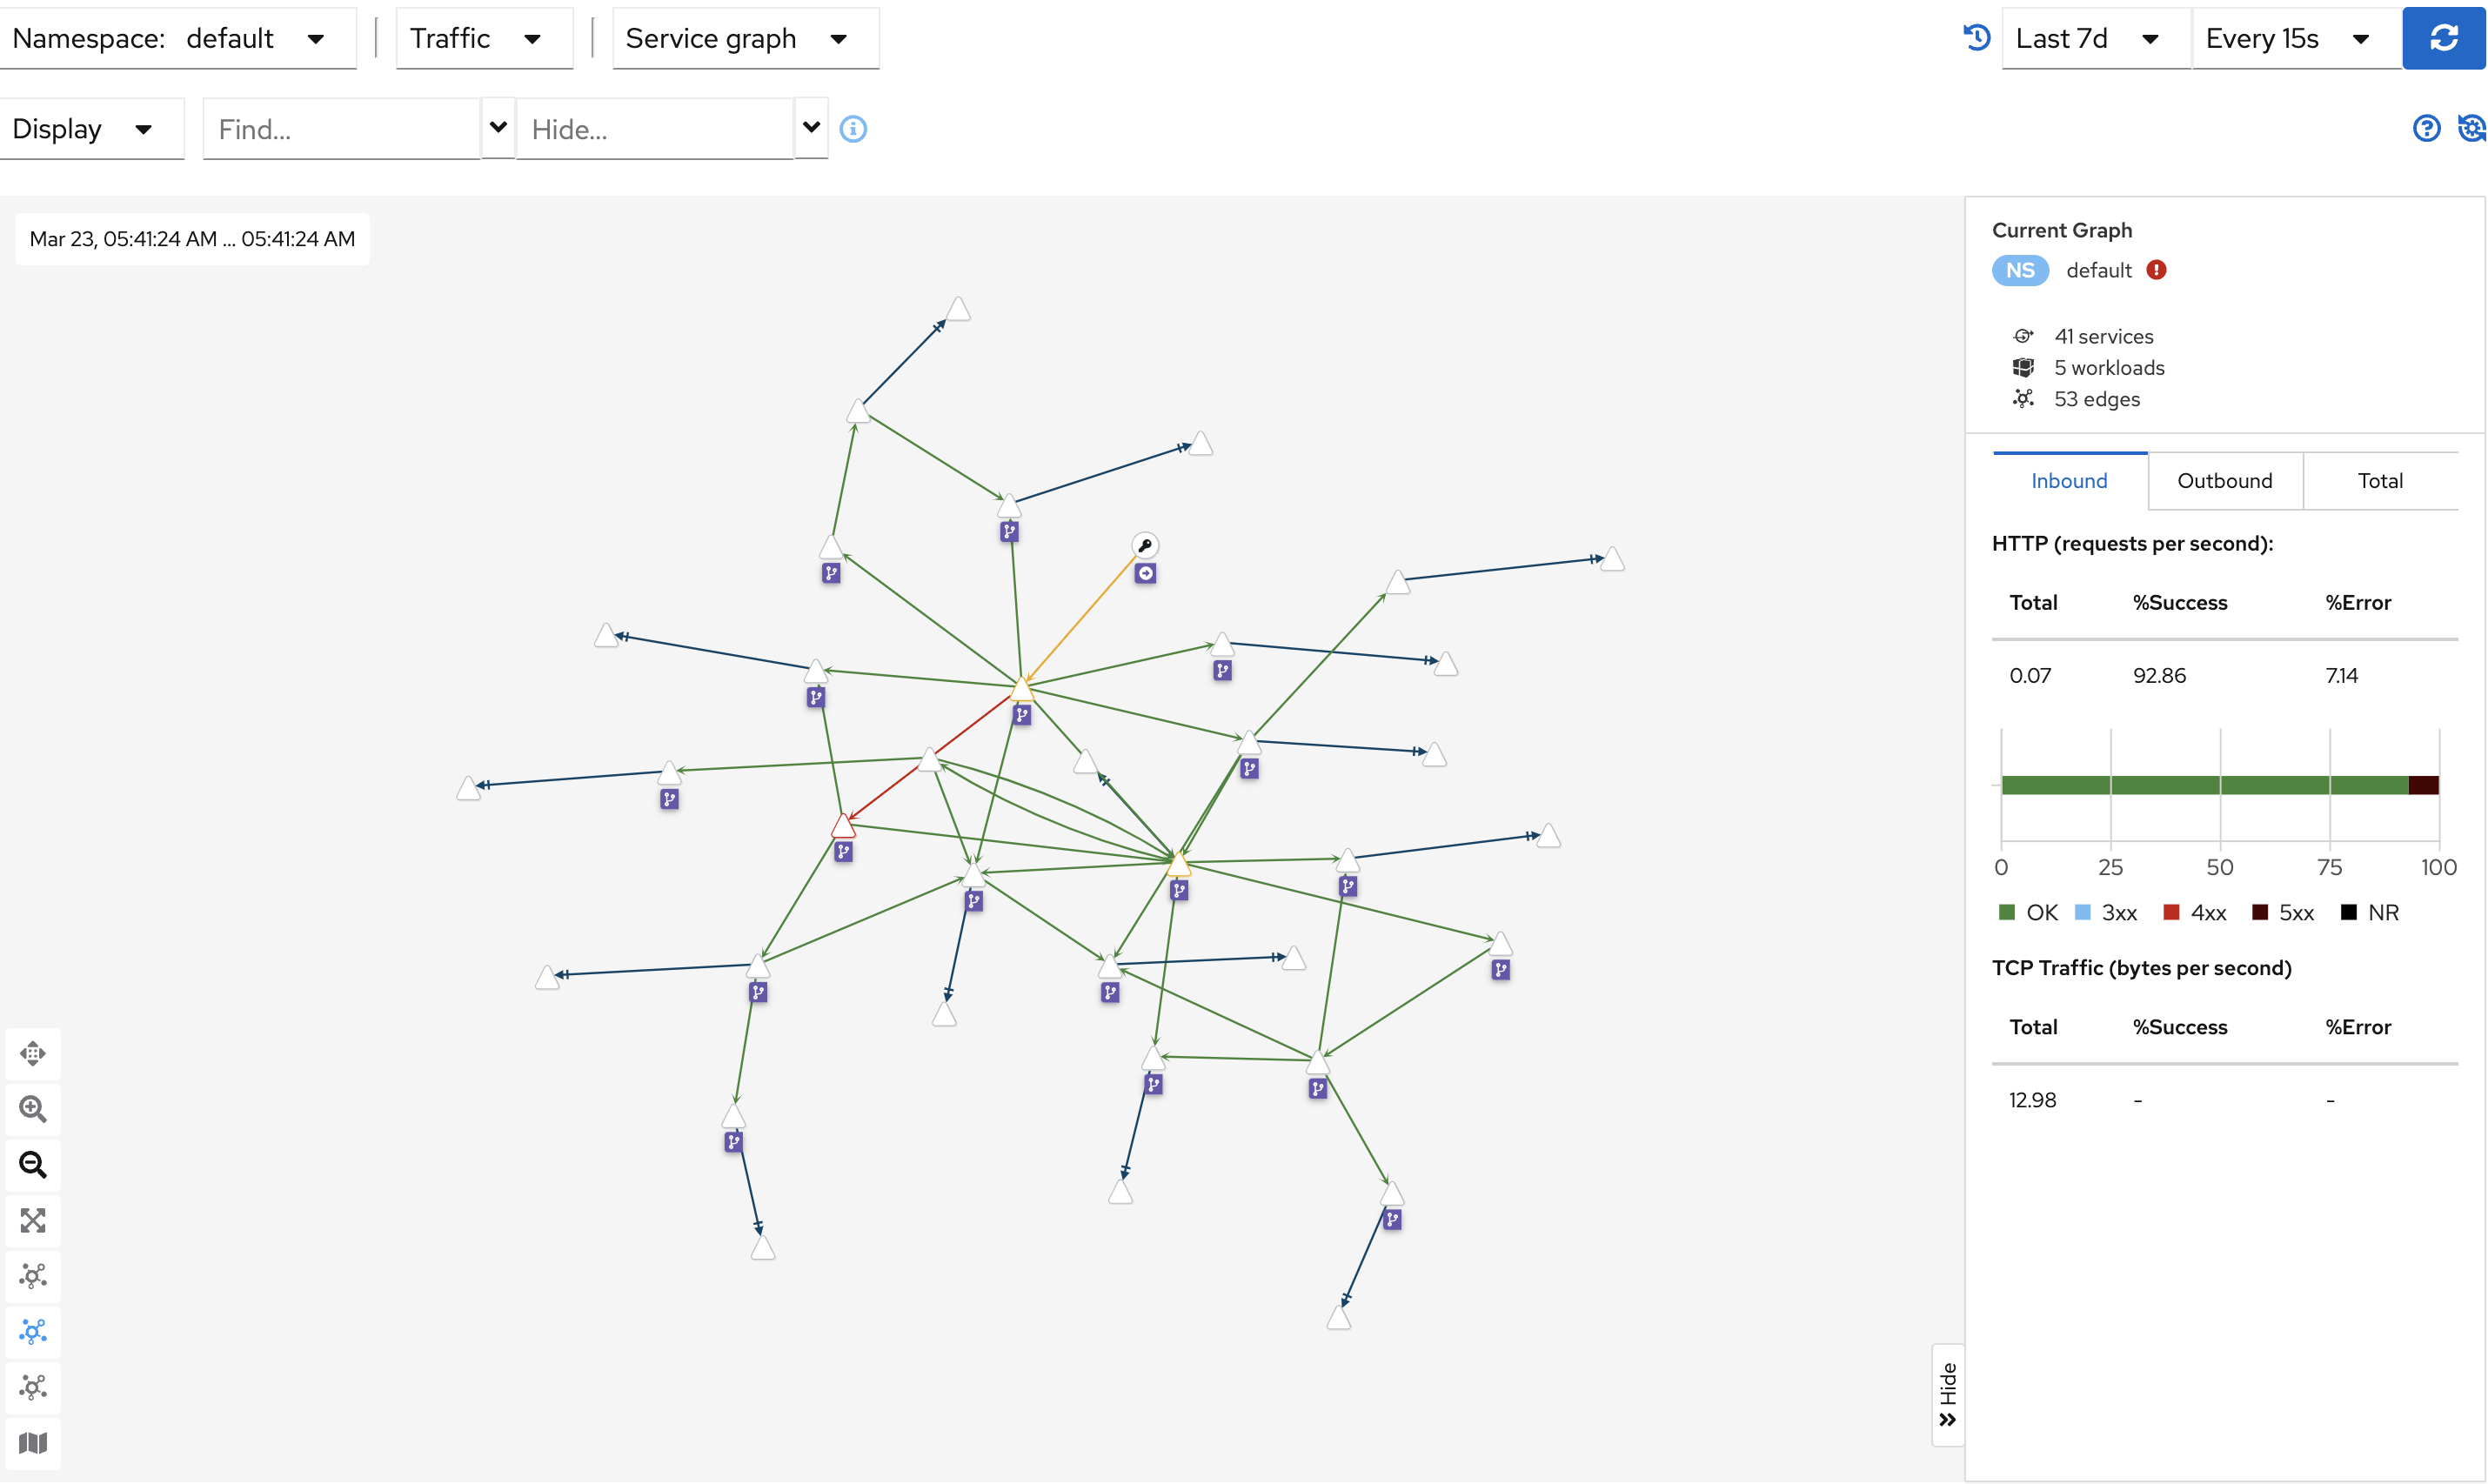 Namespace: default
Traffic
Service graph
Last 7d
Every 15s
Display
Find...
Hide...
Mar 23, 05:41:24 AM ... 05:41:24 AM
Current Graph
NS default
41 services
5 workloads
53 edges
Inbound
Outbound
Total
HTTP (requests per second):
Total %Success %Error
0.07 92.86 7.14
0 25 50 75 100
OK 3xx 4xx 5xx NR
TCP Traffic (bytes per second)
Total %Success %Error
12.98 - -
Hide